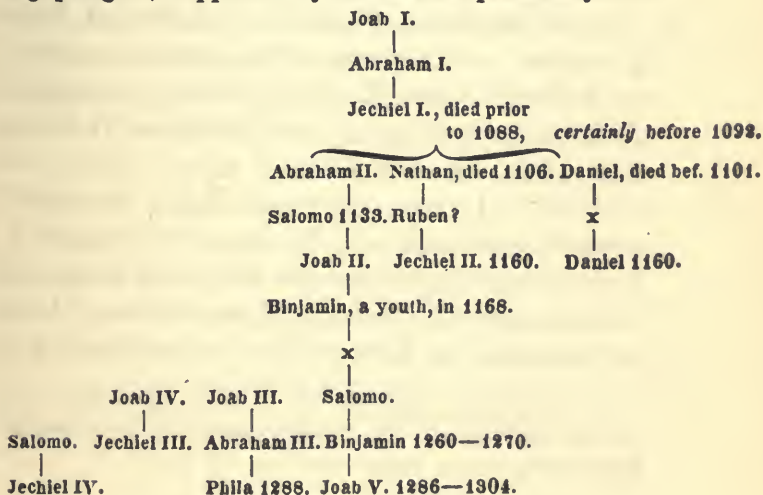 Joab I.
Abraham I.
Jechiel I., died prior
to 1088, certainly before 1092.
Abraham II. Nathan, died 1106. Daniel, died bef. 1101.
Salomo 1133. Ruben? x
Joab II. Jechiel II. 1160. Daniel 1160.
Binjamin, a youth, in 1168.
x
Joab IV. Joab III. Salomo.
Salomo. Jechiel III. Abraham III. Binjamin 1260—1270.
Jechiel IV. Phila 1288. Joab V. 1286—1304.